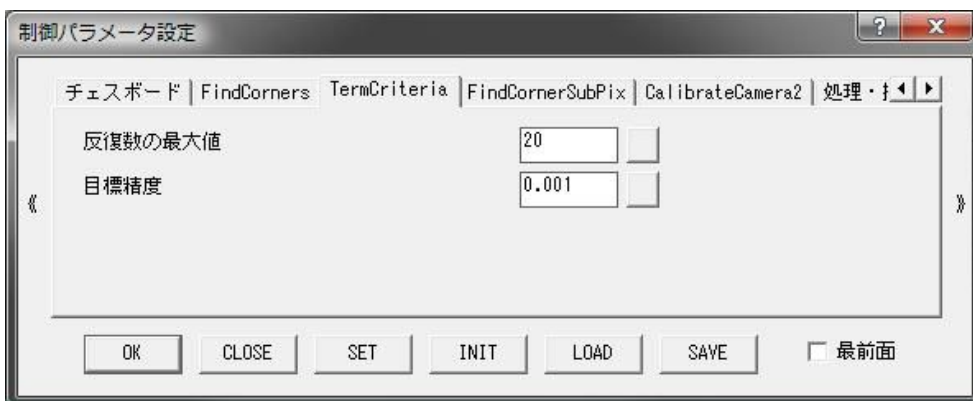 制御パラメータ設定
チェスボード FindCorners TermCriteria FindCornerSubPix CalibrateCamera2 処理・
反復数の最大値 20
目標精度 0.001
OK CLOSE SET INIT LOAD SAVE 最前面